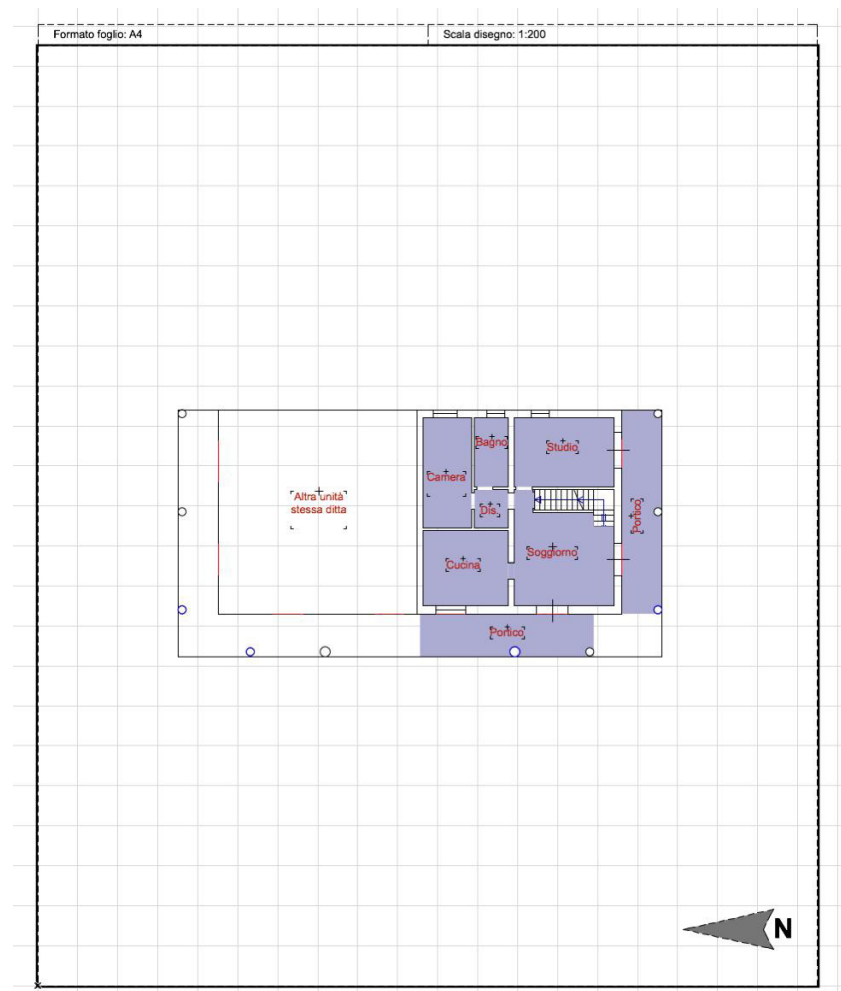 Formato foglio: A4
Scala disegno: 1:200
Bagno
Studio
Camera
Altra unità
stessa ditta
Dis.
Portico
Soggiorno
Cucina
Portico
N